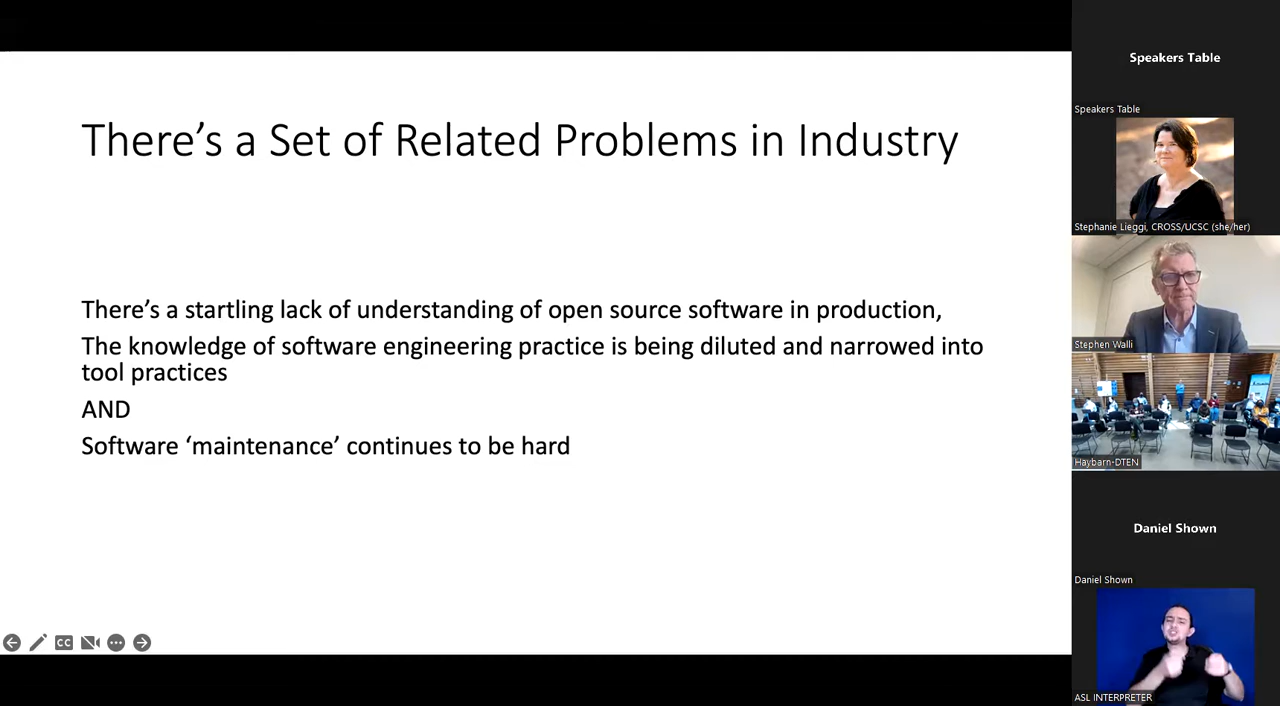 There's a Set of Related Problems in Industry
There's a startling lack of understanding of open source software in production,
The knowledge of software engineering practice is being diluted and narrowed into
tool practices
AND
Software ‘maintenance’ continues to be hard
CC
Speakers Table
Speakers Table
Stephanie Lieggi, CROSS/UCSC (she/her)
Stephen Walli
Haybarn-DTEN
Daniel Shown
Daniel Shown
ASL INTERPRETER